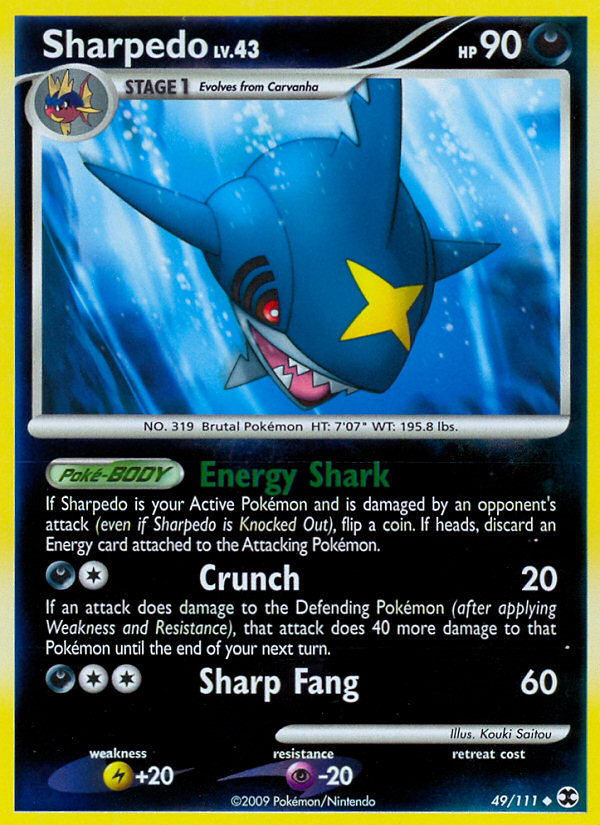 Sharpedo LV.43 HP 90
STAGE 1 Evolves from Carvanha
NO. 319 Brutal Pokémon HT: 7'07" WT: 195.8 lbs.
Poké-BODY Energy Shark
If Sharpedo is your Active Pokémon and is damaged by an opponent's
attack (even if Sharpedo is Knocked Out), flip a coin. If heads, discard an
Energy card attached to the Attacking Pokémon.
Crunch 20
If an attack does damage to the Defending Pokémon (after applying
Weakness and Resistance), that attack does 40 more damage to that
Pokémon until the end of your next turn.
Sharp Fang 60
Illus. Kouki Saitou
weakness resistance retreat cost
+20 -20
©2009 Pokémon/Nintendo 49/111